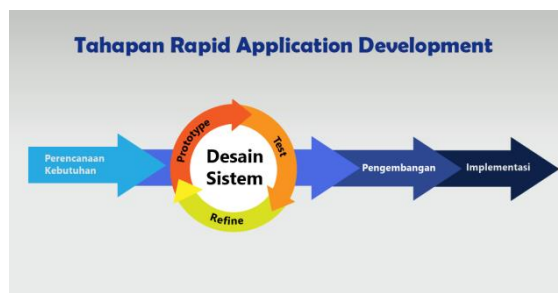 Tahapan Rapid Application Development
Perencanaan
Kebutuhan
Prototype
Test
Refine
Desain
Sistem
Pengembangan
Implementasi